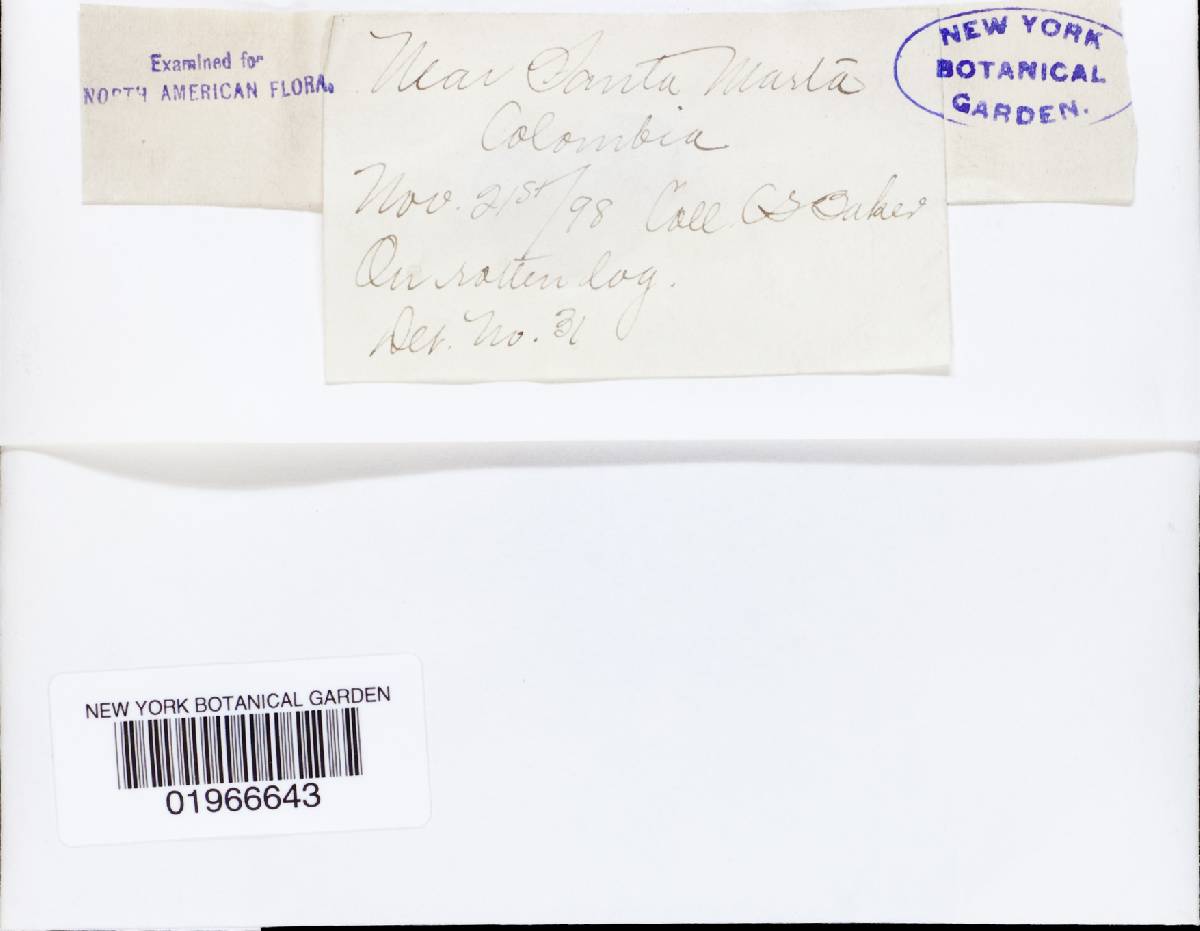 Examined for
NORTH AMERICAN FLORA.
Near Santa Marta
Colombia
Nov. 21st/98 Coll C S Baker
On rotten log.
Det. No. 31
NEW YORK
BOTANICAL
GARDEN.
NEW YORK BOTANICAL GARDEN
01966643